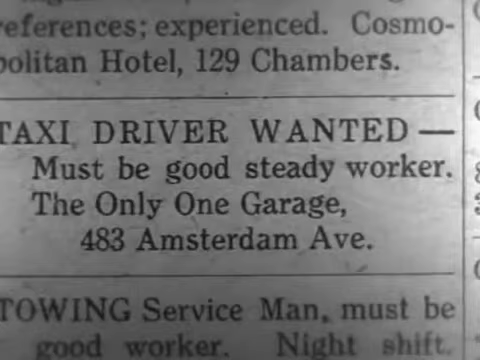 references; experienced. Cosmo-
politan Hotel, 129 Chambers.
TAXI DRIVER WANTED —
Must be good steady worker.
The Only One Garage,
483 Amsterdam Ave.
TOWING Service Man, must be
good worker. Night shift.